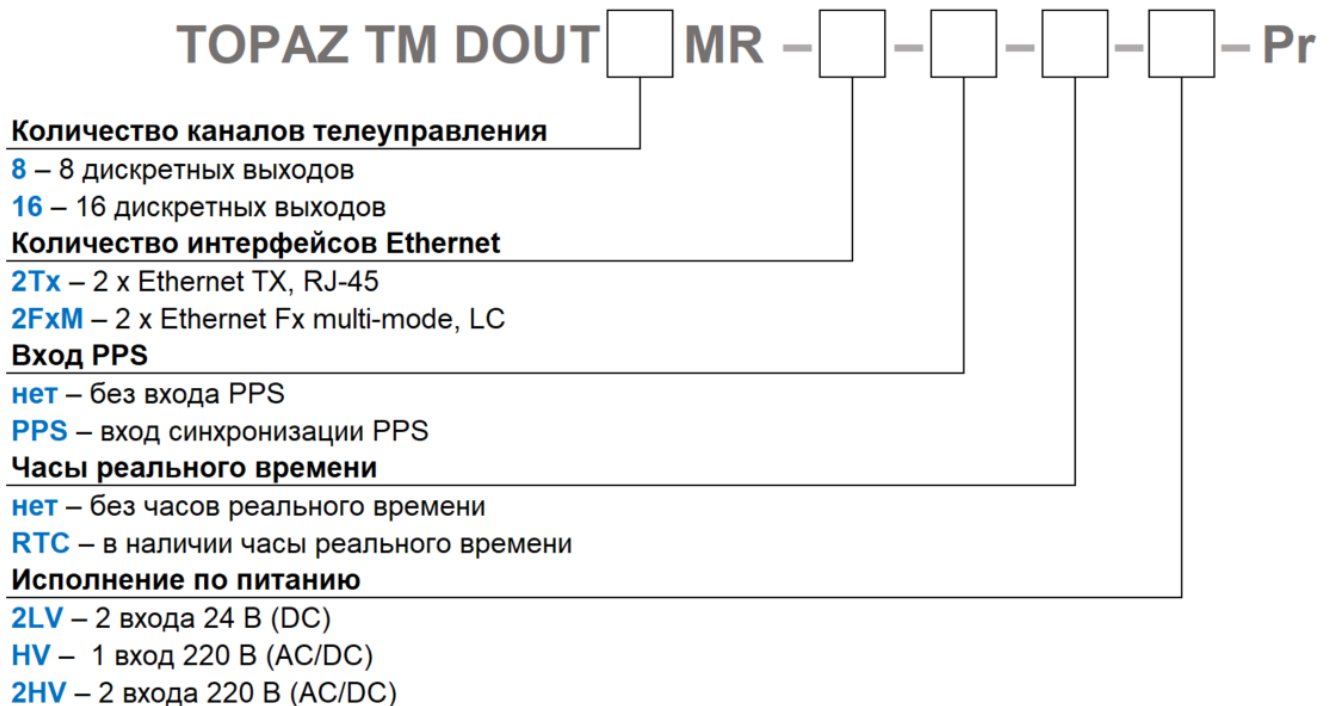 TOPAZ TM DOUT MR – – – – – Pr
Количество каналов телеуправления
8 – 8 дискретных выходов
16 – 16 дискретных выходов
Количество интерфейсов Ethernet
2Tx – 2 x Ethernet TX, RJ-45
2FxM – 2 x Ethernet Fx multi-mode, LC
Вход PPS
нет – без входа PPS
PPS – вход синхронизации PPS
Часы реального времени
нет – без часов реального времени
RTC – в наличии часы реального времени
Исполнение по питанию
2LV – 2 входа 24 В (DC)
HV – 1 вход 220 В (AC/DC)
2HV – 2 входа 220 В (AC/DC)